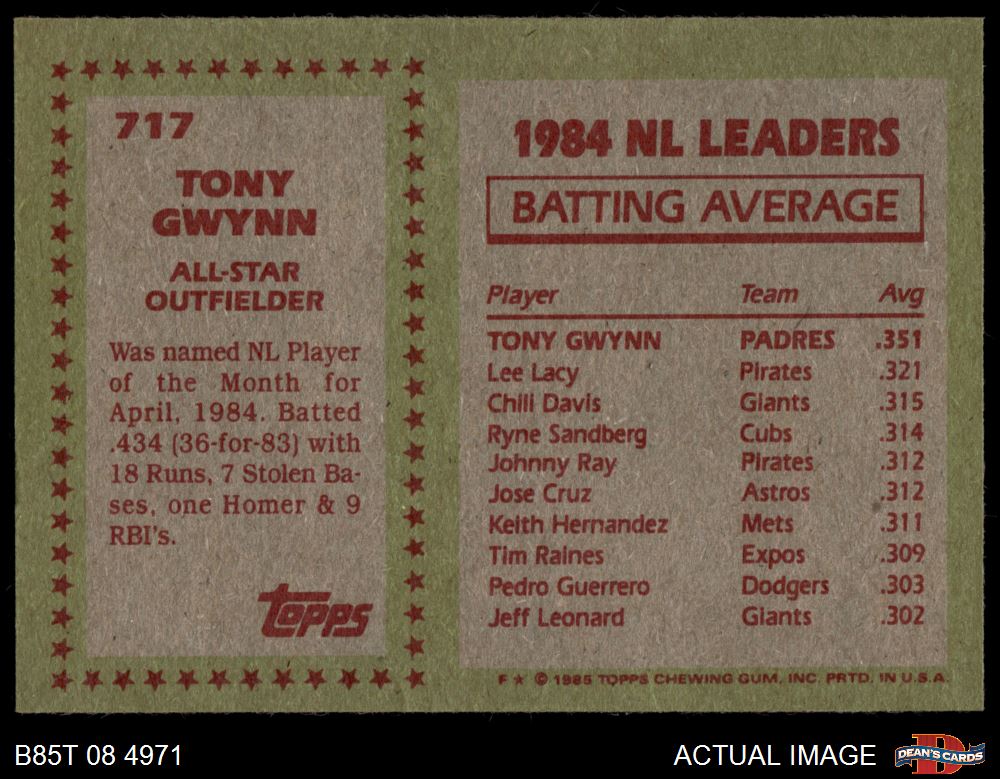 717
TONY
GWYNN
ALL-STAR
OUTFIELDER
Was named NL Player
of the Month for
April, 1984. Batted
.434 (36-for-83) with
18 Runs, 7 Stolen Ba-
ses, one Homer & 9
RBI's.
topps
1984 NL LEADERS
BATTING AVERAGE
Player Team Avg
TONY GWYNN PADRES .351
Lee Lacy Pirates .321
Chili Davis Giants .315
Ryne Sandberg Cubs .314
Johnny Ray Pirates .312
Jose Cruz Astros .312
Keith Hernandez Mets .311
Tim Raines Expos .309
Pedro Guerrero Dodgers .303
Jeff Leonard Giants .302
F ★ © 1985 TOPPS CHEWING GUM, INC. PRTD. IN U.S.A.
B85T 08 4971
ACTUAL IMAGE
D
DEAN'S CARDS